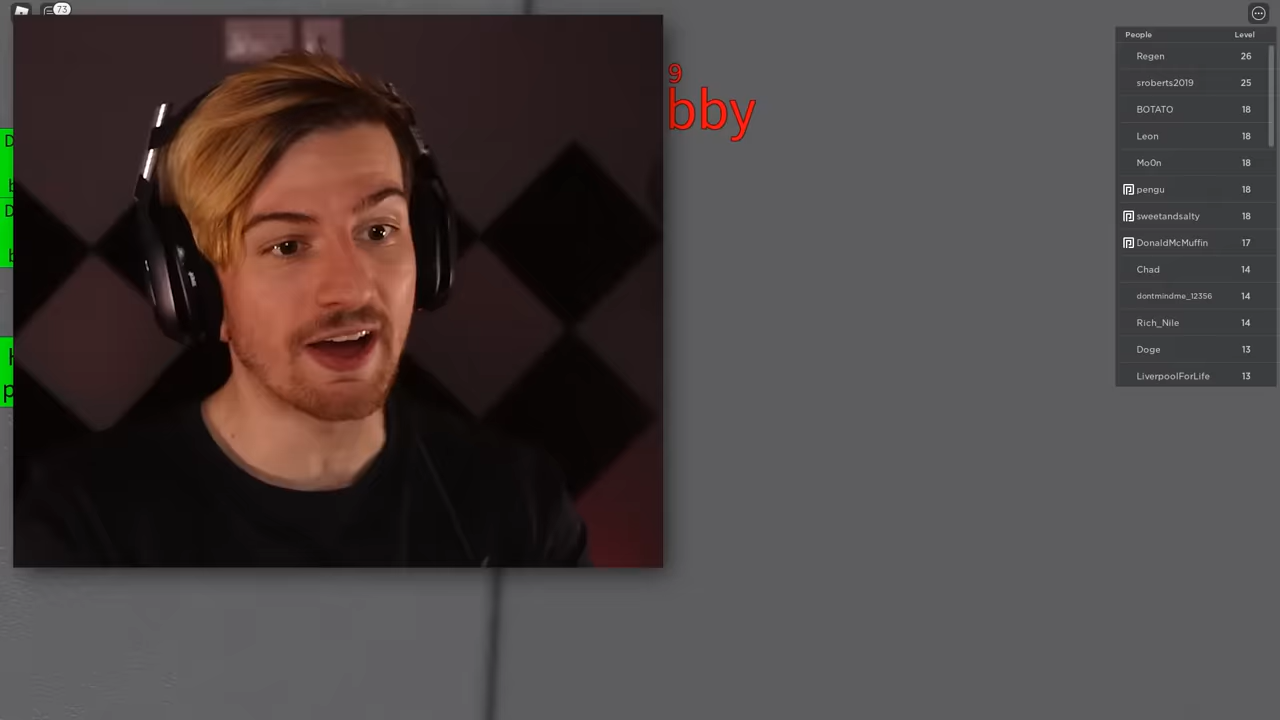 73
9
bby
People Level
Regen 26
sroberts2019 25
BOTATO 18
Leon 18
Mo0n 18
pengu 18
sweetandsalty 18
DonaldMcMuffin 17
Chad 14
dontmindme_12356 14
Rich_Nile 14
Doge 13
LiverpoolForLife 13
D
b
D
b
p